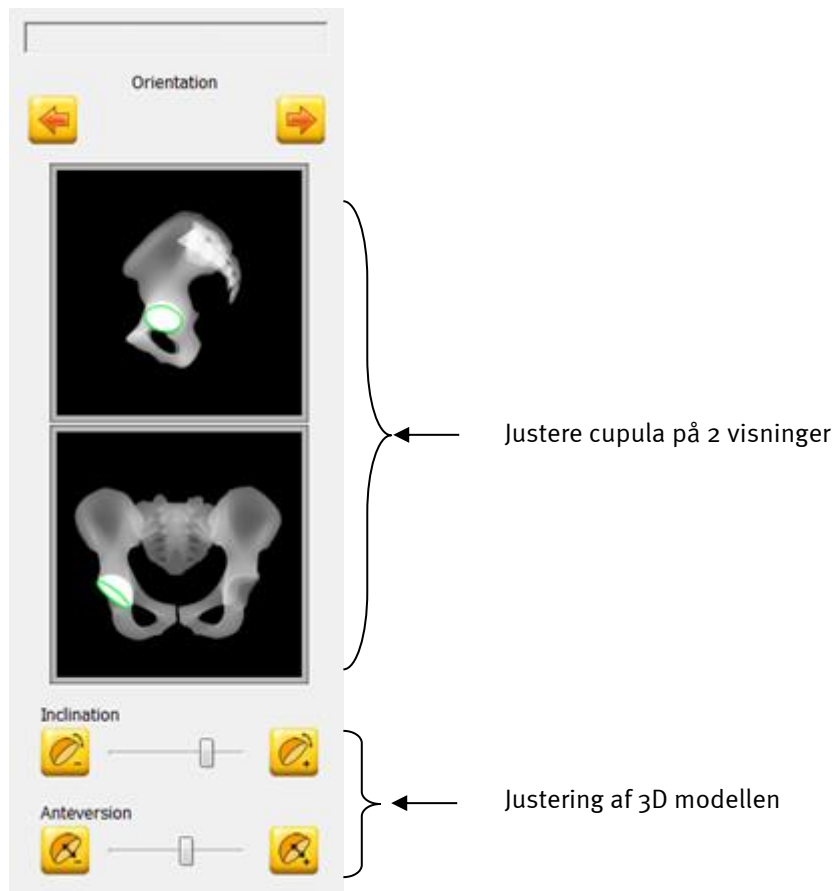 Orientation
Justere cupula på 2 visninger
Inclination
Justering af 3D modellen
Anteversion